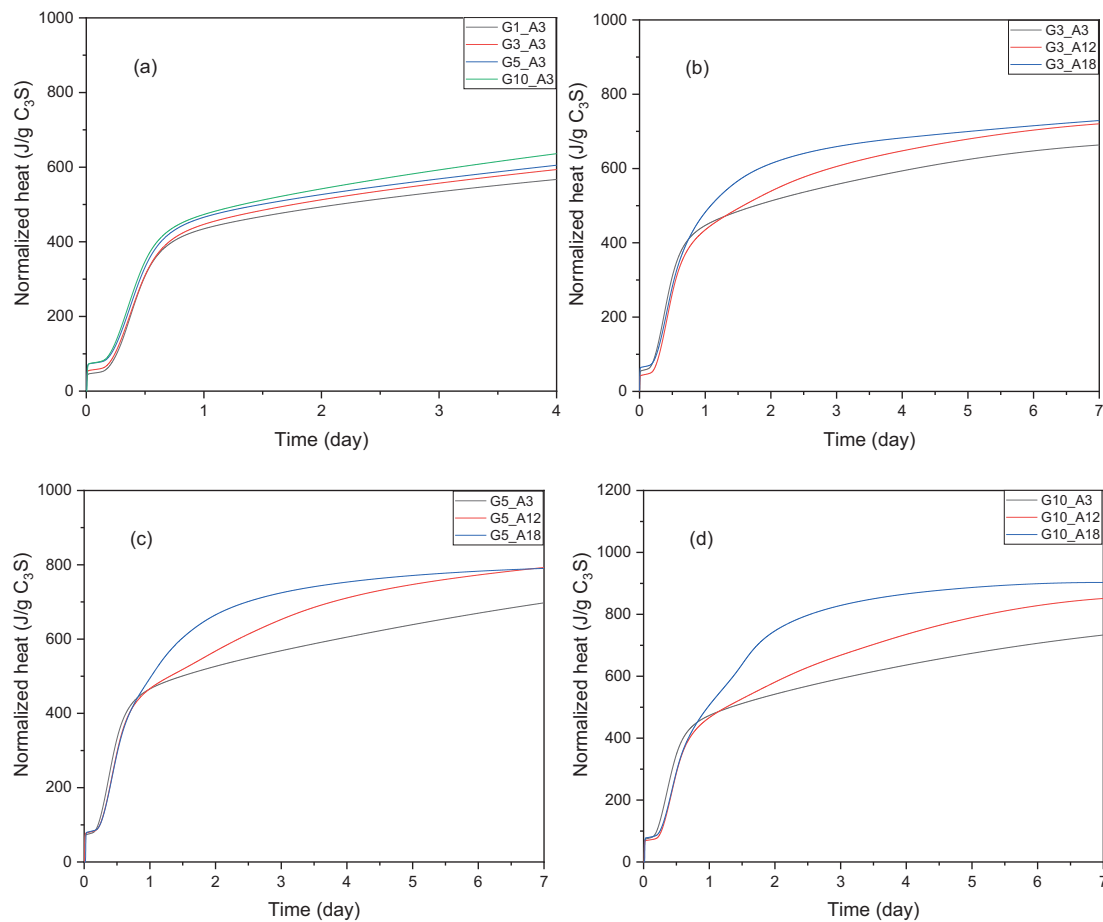 1000
800
600
400
200
0
Normalized heat (J/g C₃S)
(a)
G1_A3
G3_A3
G5_A3
G10_A3
0 1 2 3 4
Time (day)
1000
800
600
400
200
0
Normalized heat (J/g C₃S)
(b)
G3_A3
G3_A12
G3_A18
0 1 2 3 4 5 6 7
Time (day)
1000
800
600
400
200
0
Normalized heat (J/g C₃S)
(c)
G5_A3
G5_A12
G5_A18
0 1 2 3 4 5 6 7
Time (day)
1200
1000
800
600
400
200
0
Normalized heat (J/g C₃S)
(d)
G10_A3
G10_A12
G10_A18
0 1 2 3 4 5 6 7
Time (day)